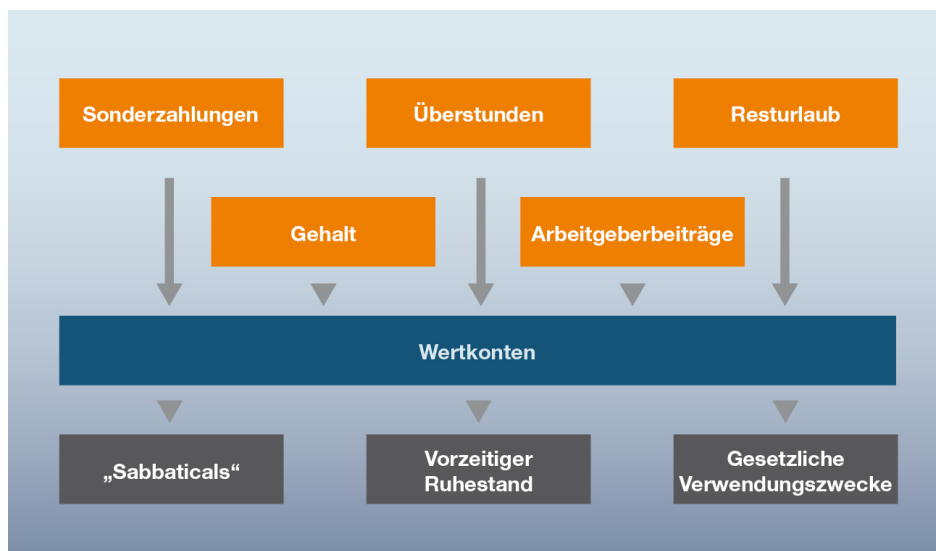 Sonderzahlungen
Überstunden
Resturlaub
Gehalt
Arbeitgeberbeiträge
Wertkonten
„Sabbaticals“
Vorzeitiger
Ruhestand
Gesetzliche
Verwendungszwecke